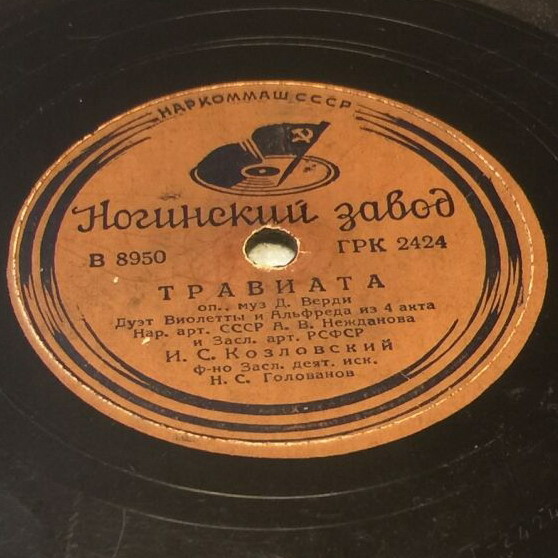 НАРКОММАШ СССР
Ногинский завод
В 8950 ГРК 2424
ТРАВИАТА
оп., муз Д. Верди
Дуэт Виолетты и Альфреда из 4 акта
Нар. арт. СССР А. В. Нежданова
и Засл. арт. РСФСР
И. С. Козловский
ф-но Засл. деят. иск.
Н. С. Голованов